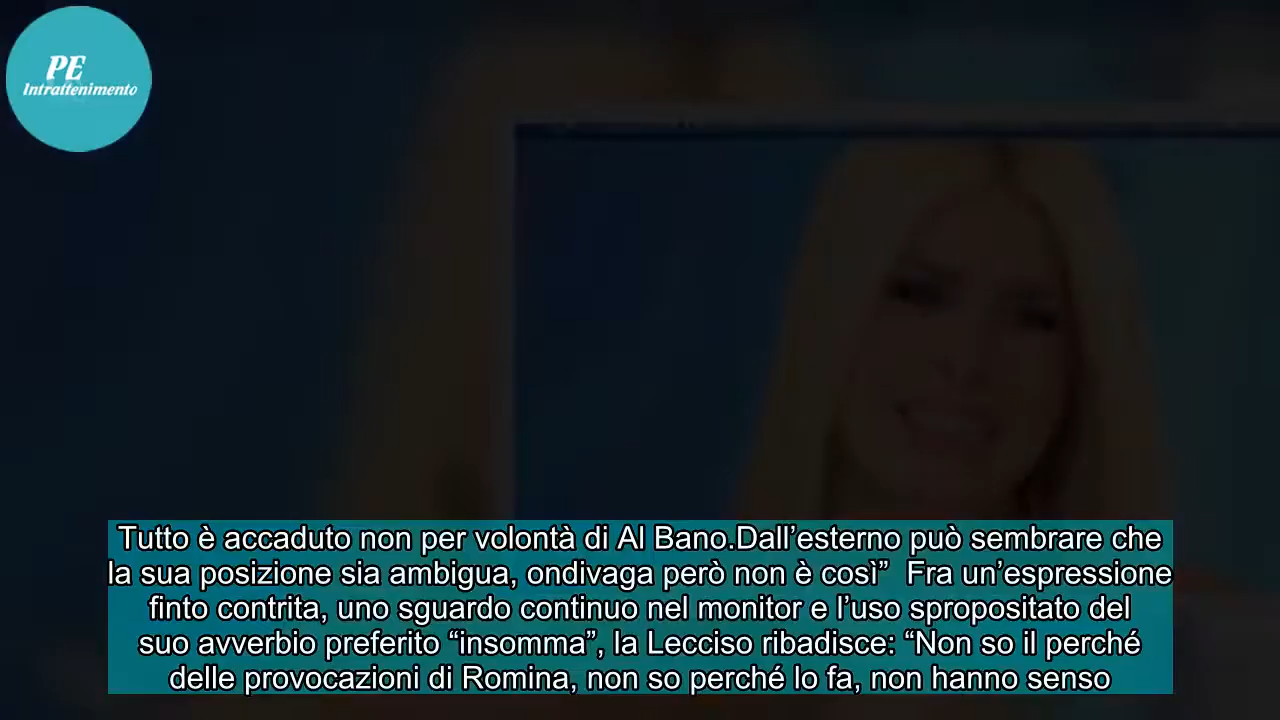 PE
Intrattenimento
Tutto è accaduto non per volontà di Al Bano.Dall’esterno può sembrare che
la sua posizione sia ambigua, ondivaga però non è così”  Fra un’espressione
finto contrita, uno sguardo continuo nel monitor e l’uso spropositato del
suo avverbio preferito “insomma”, la Lecciso ribadisce: “Non so il perché
delle provocazioni di Romina, non so perché lo fa, non hanno senso